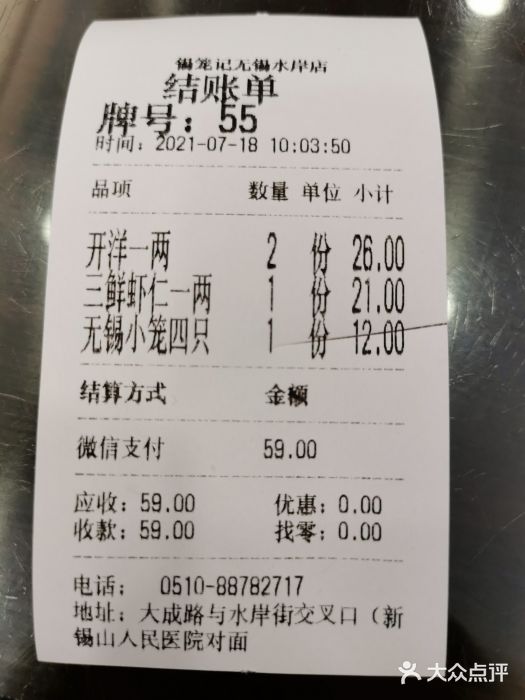 锡笼记无锡水岸店
结账单
牌号：55
时间：2021-07-18 10:03:50
品项 数量 单位 小计
开洋一两 2 份 26.00
三鲜虾仁一两 1 份 21.00
无锡小笼四只 1 份 12.00
结算方式 金额
微信支付 59.00
应收：59.00 优惠：0.00
收款：59.00 找零：0.00
电话： 0510-88782717
地址：大成路与水岸街交叉口（新
锡山人民医院对面
大众点评